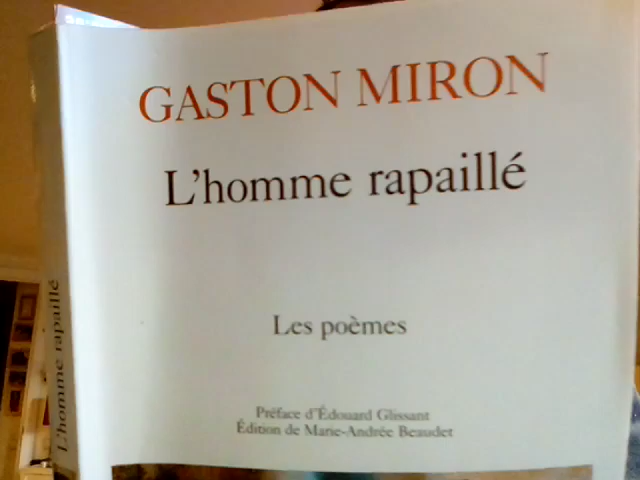 GASTON MIRON
L'homme rapaillé
Les poèmes
Préface d'Édouard Glissant
Édition de Marie-Andrée Beaudet
L'homme rapaillé